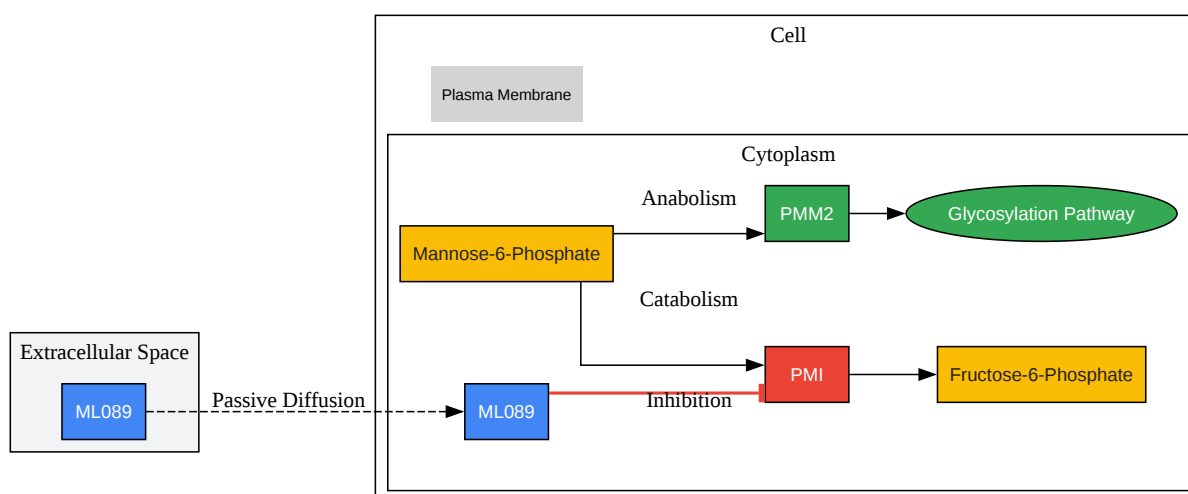 Cell
Plasma Membrane
Cytoplasm
Anabolism
PMM2
Glycosylation Pathway
Mannose-6-Phosphate
Catabolism
Extracellular Space
PMI
Fructose-6-Phosphate
ML089
Passive Diffusion
ML089
Inhibition